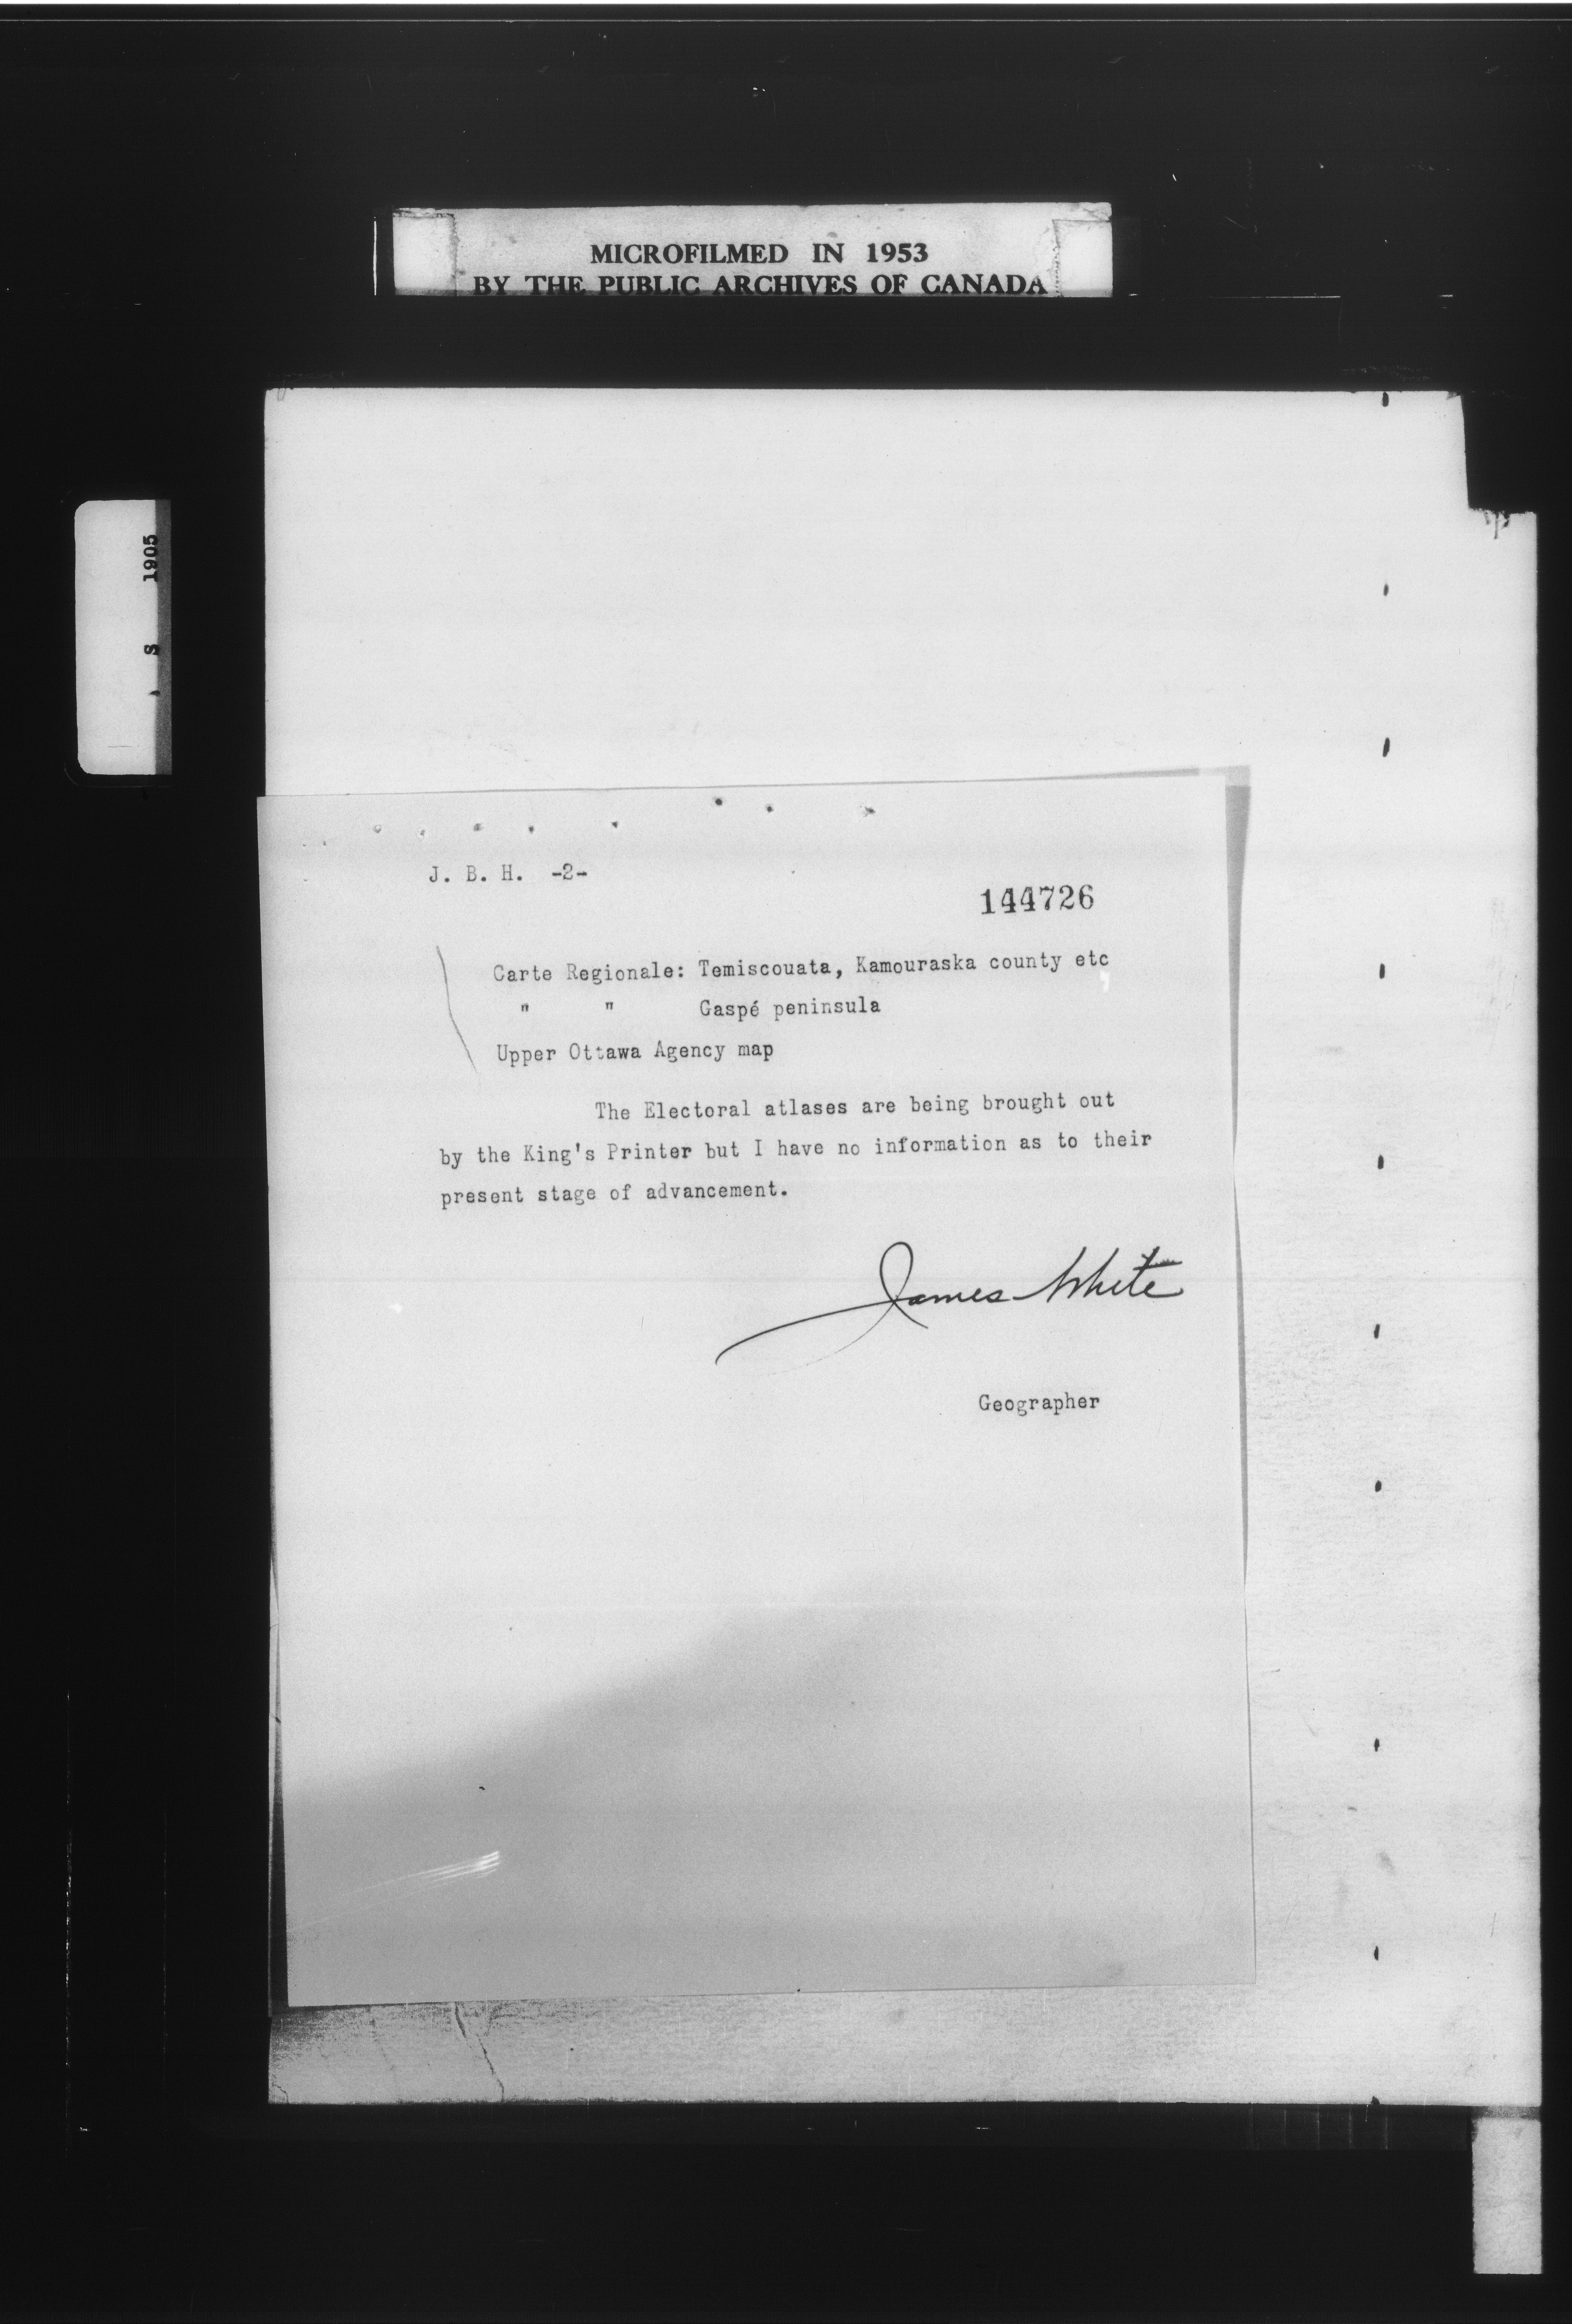 MICROFILMED IN 1953
BY THE PUBLIC ARCHIVES OF CANADA
S 1905
J. B. H. -2-
144726
Carte Regionale: Temiscouata, Kamouraska county etc
" " Gaspé peninsula
Upper Ottawa Agency map
The Electoral atlases are being brought out
by the King's Printer but I have no information as to their
present stage of advancement.
James White
Geographer